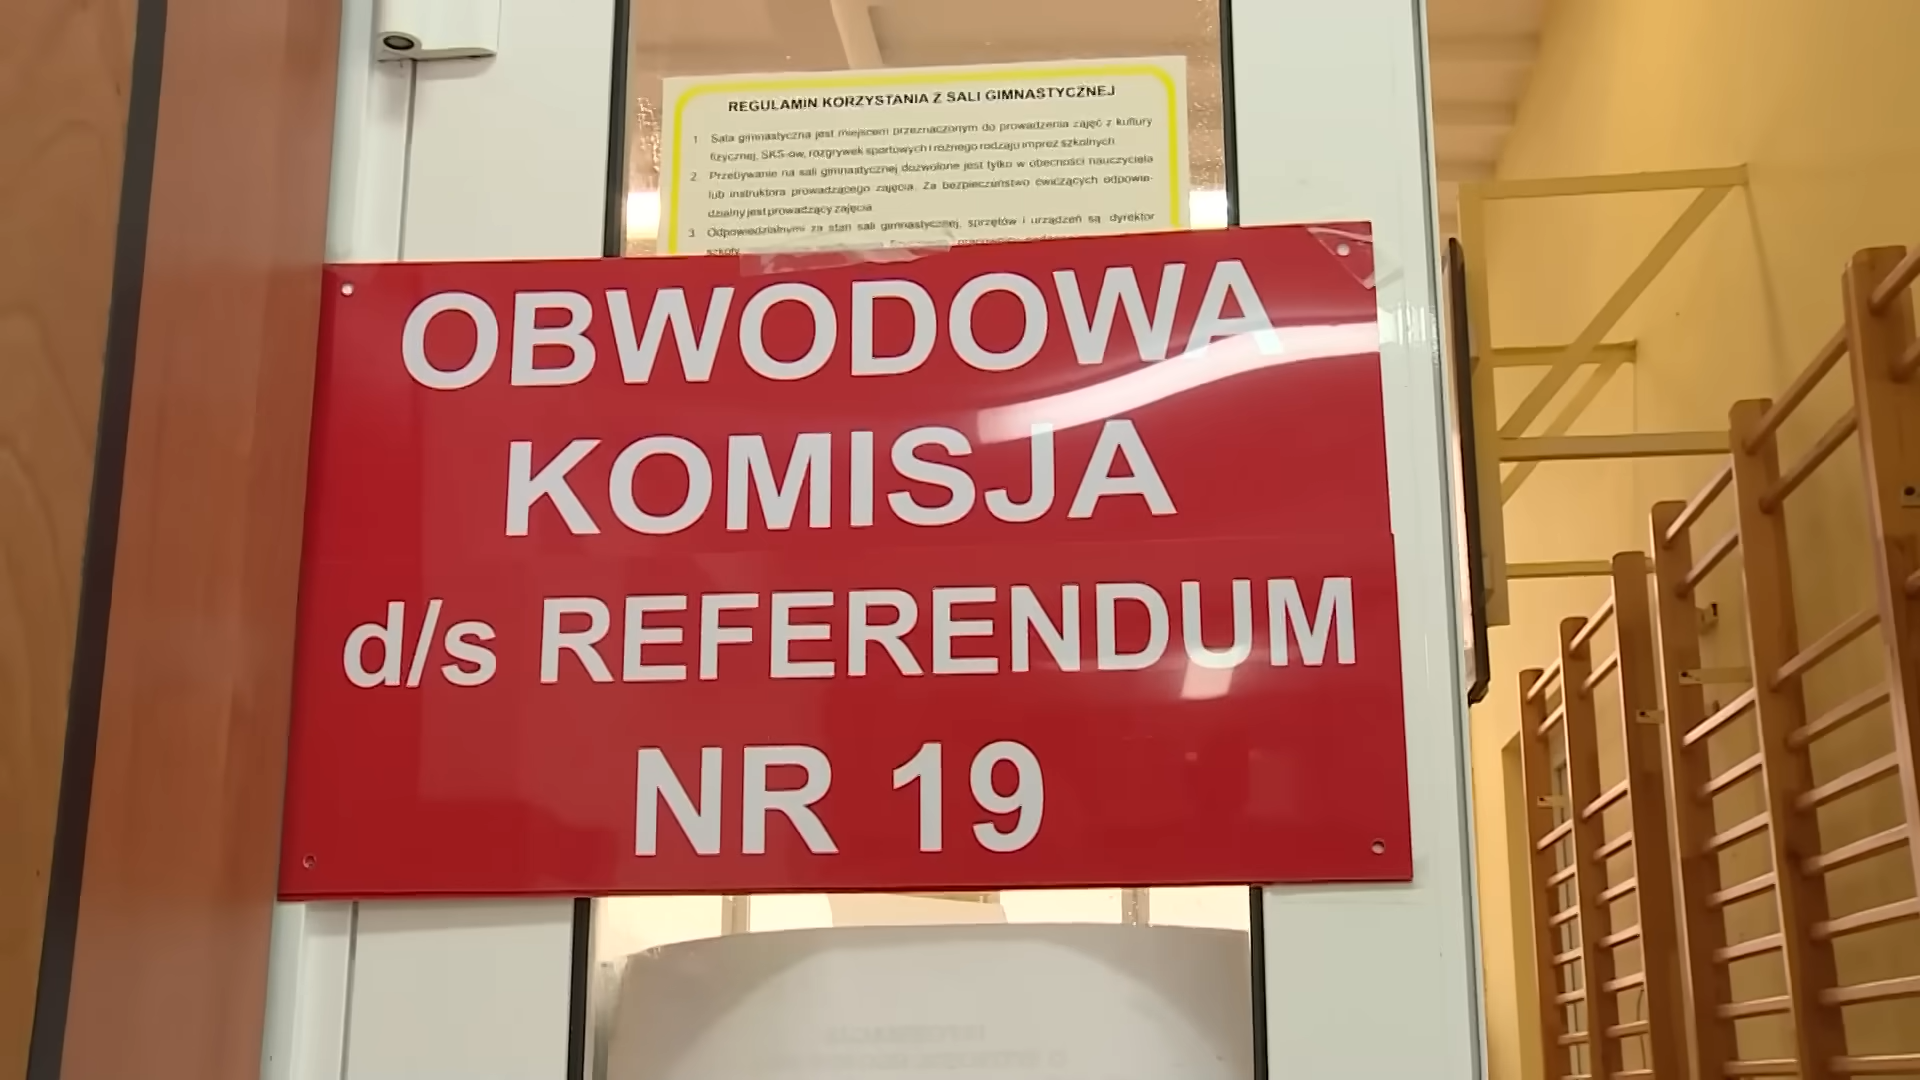 REGULAMIN KORZYSTANIA Z SALI GIMNASTYCZNEJ
1. Sala gimnastyczna jest miejscem przeznaczonym do prowadzenia zajęć z kultury
fizycznej, SKS-ów, rozgrywek sportowych i różnego rodzaju imprez szkolnych.
2. Przebywanie na sali gimnastycznej dozwolone jest tylko w obecności nauczyciela
lub instruktora prowadzącego zajęcia. Za bezpieczeństwo ćwiczących odpowie-
dzialny jest prowadzący zajęcia.
3. Odpowiedzialnymi za stan sali gimnastycznej, sprzętów i urządzeń są dyrektor
szkoły,
OBWODOWA
KOMISJA
d/s REFERENDUM
NR 19